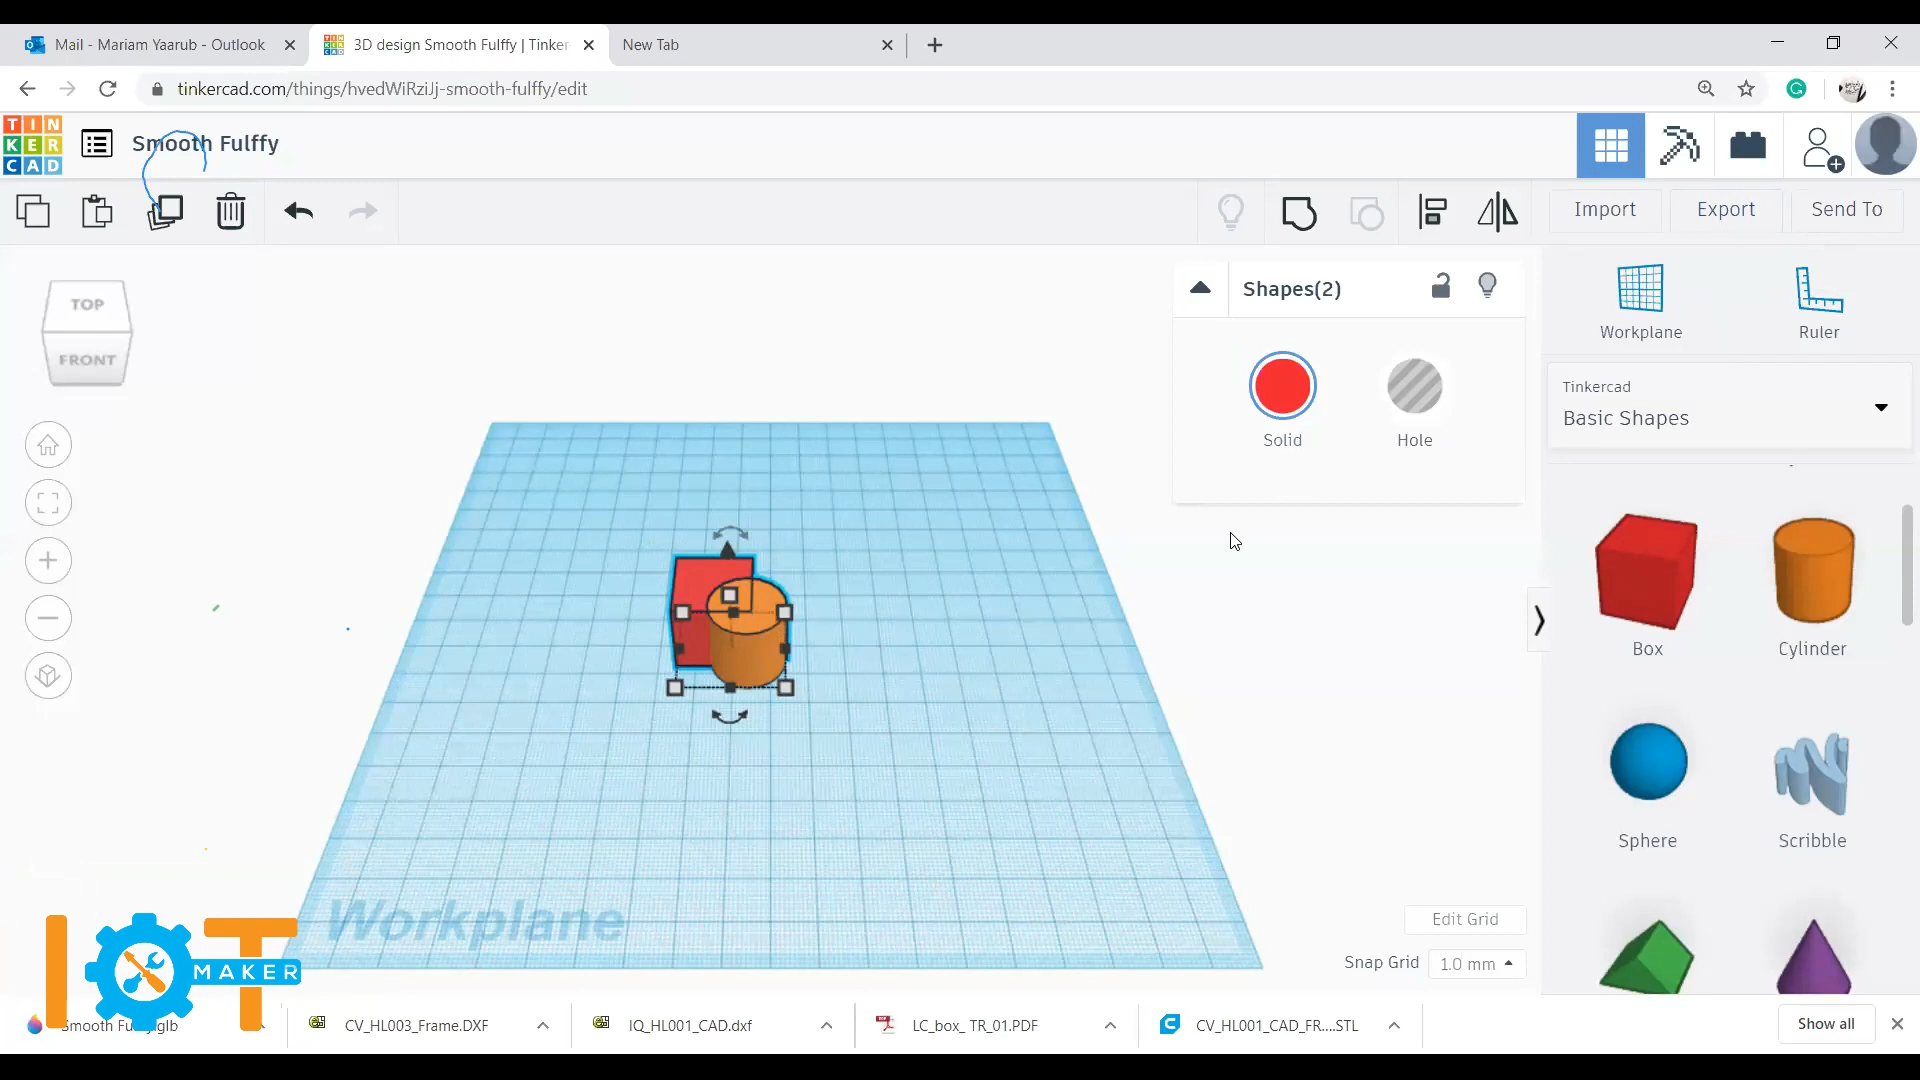 Mail - Mariam Yaarub - Outlook
3D design Smooth Fulffy | Tinker
New Tab
tinkercad.com/things/hvedWiRziJj-smooth-fulffy/edit
TIN
KER
CAD
Smooth Fulffy
Import
Export
Send To
TOP
FRONT
Shapes(2)
Solid
Hole
Workplane
Ruler
Tinkercad
Basic Shapes
Box
Cylinder
Sphere
Scribble
Workplane
Edit Grid
Snap Grid
1.0 mm
IoT
MAKER
CV_HL003_Frame.DXF
IQ_HL001_CAD.dxf
LC_box_ TR_01.PDF
CV_HL001_CAD_FR....STL
Show all